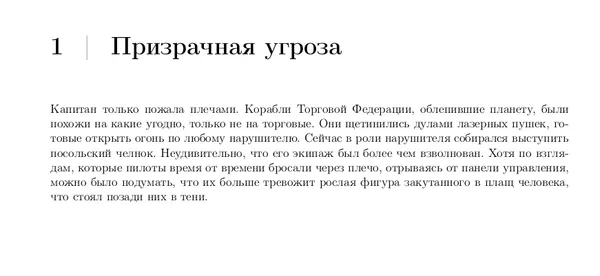 1 | Призрачная угроза
Капитан только пожала плечами. Корабли Торговой Федерации, облепившие планету, были
похожи на какие угодно, только не на торговые. Они щетинились дулами лазерных пушек, го-
товые открыть огонь по любому нарушителю. Сейчас в роли нарушителя собирался выступить
посольский челнок. Неудивительно, что его экипаж был более чем взволнован. Хотя по взгля-
дам, которые пилоты время от времени бросали через плечо, отрываясь от панели управления,
можно было подумать, что их больше тревожит рослая фигура закутанного в плащ человека,
что стоял позади них в тени.